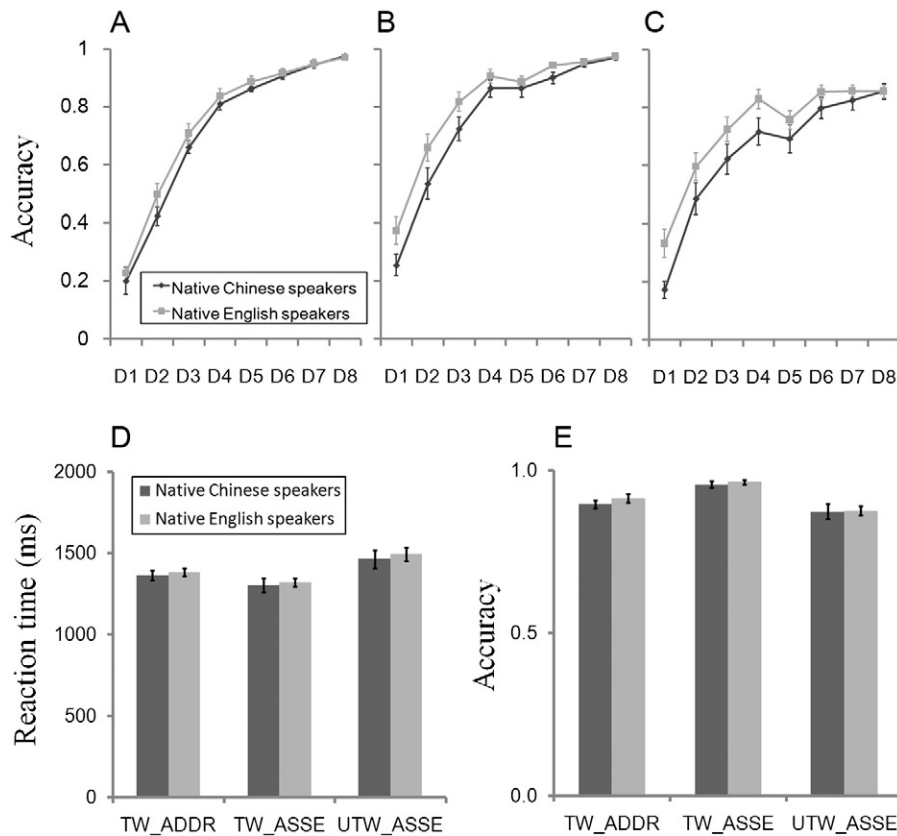 A
B
C
Accuracy
1
0.8
0.6
0.4
0.2
0
Native Chinese speakers
Native English speakers
D1 D2 D3 D4 D5 D6 D7 D8
D1 D2 D3 D4 D5 D6 D7 D8
D1 D2 D3 D4 D5 D6 D7 D8
D
Reaction time (ms)
2000
1500
1000
500
0
Native Chinese speakers
Native English speakers
TW_ADDR TW_ASSE UTW_ASSE
E
Accuracy
1.0
0.5
0.0
TW_ADDR TW_ASSE UTW_ASSE